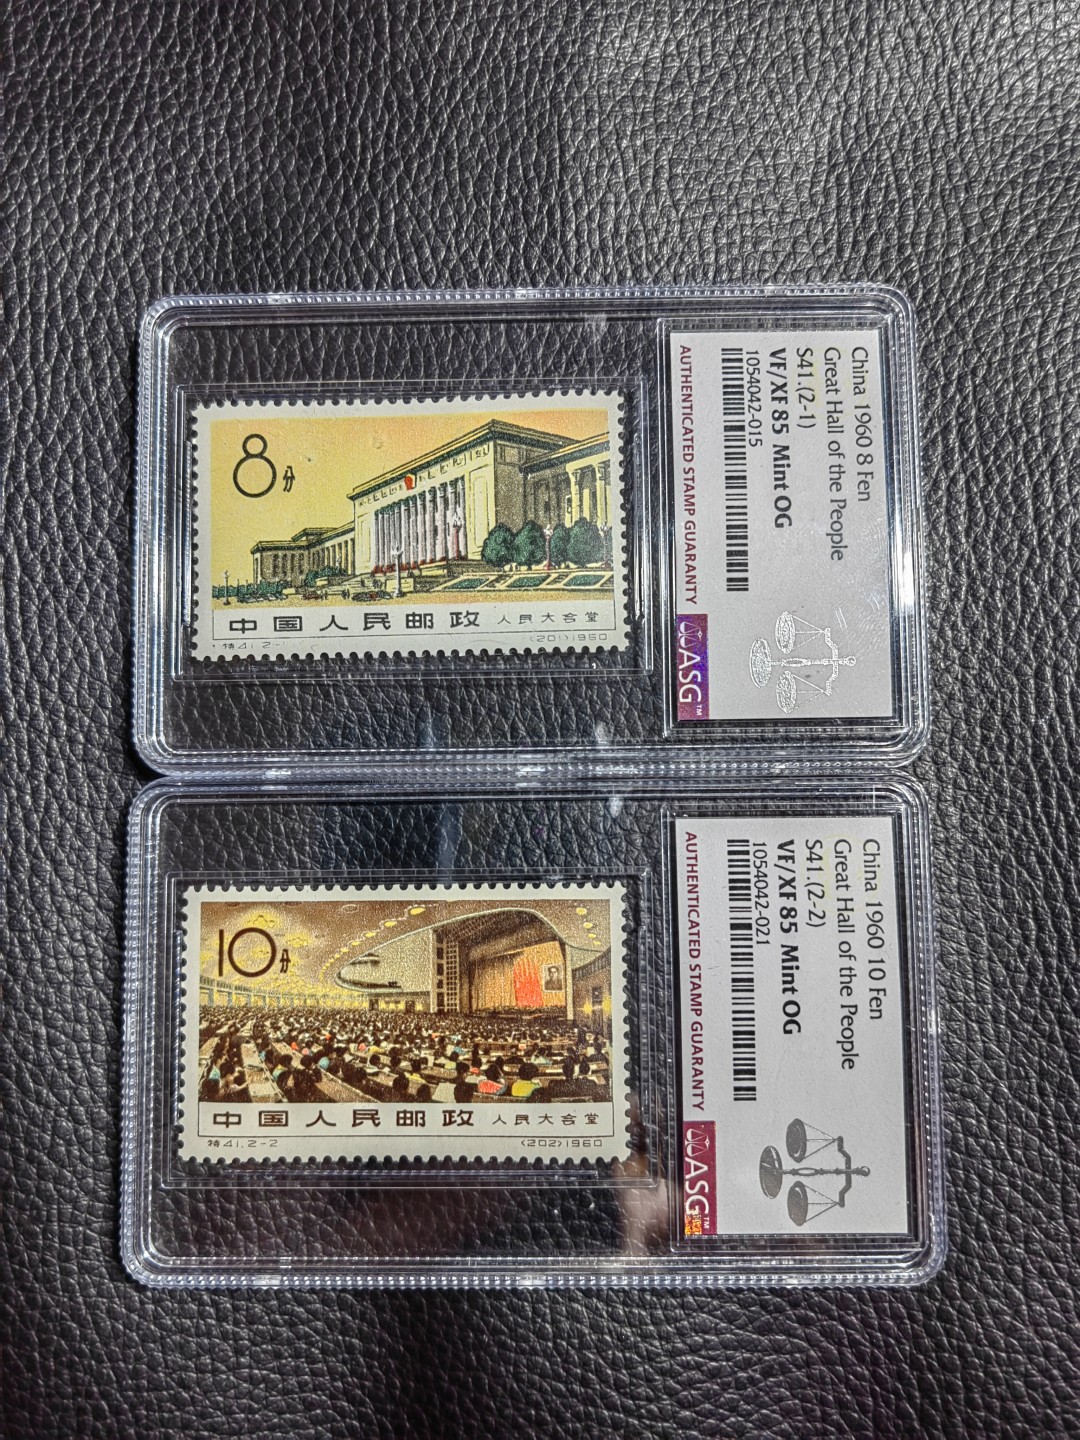 8分
中国人民邮政 人民大会堂
特41.2-
(201)1960
China 1960 8 Fen
Great Hall of the People
S41.(2-1)
VF/XF 85 Mint OG
1054042-015
AUTHENTICATED STAMP GUARANTY
ASG™
10分
中国人民邮政 人民大会堂
特41.2-2
(202)1960
China 1960 10 Fen
Great Hall of the People
S41.(2-2)
VF/XF 85 Mint OG
1054042-021
AUTHENTICATED STAMP GUARANTY
ASG™